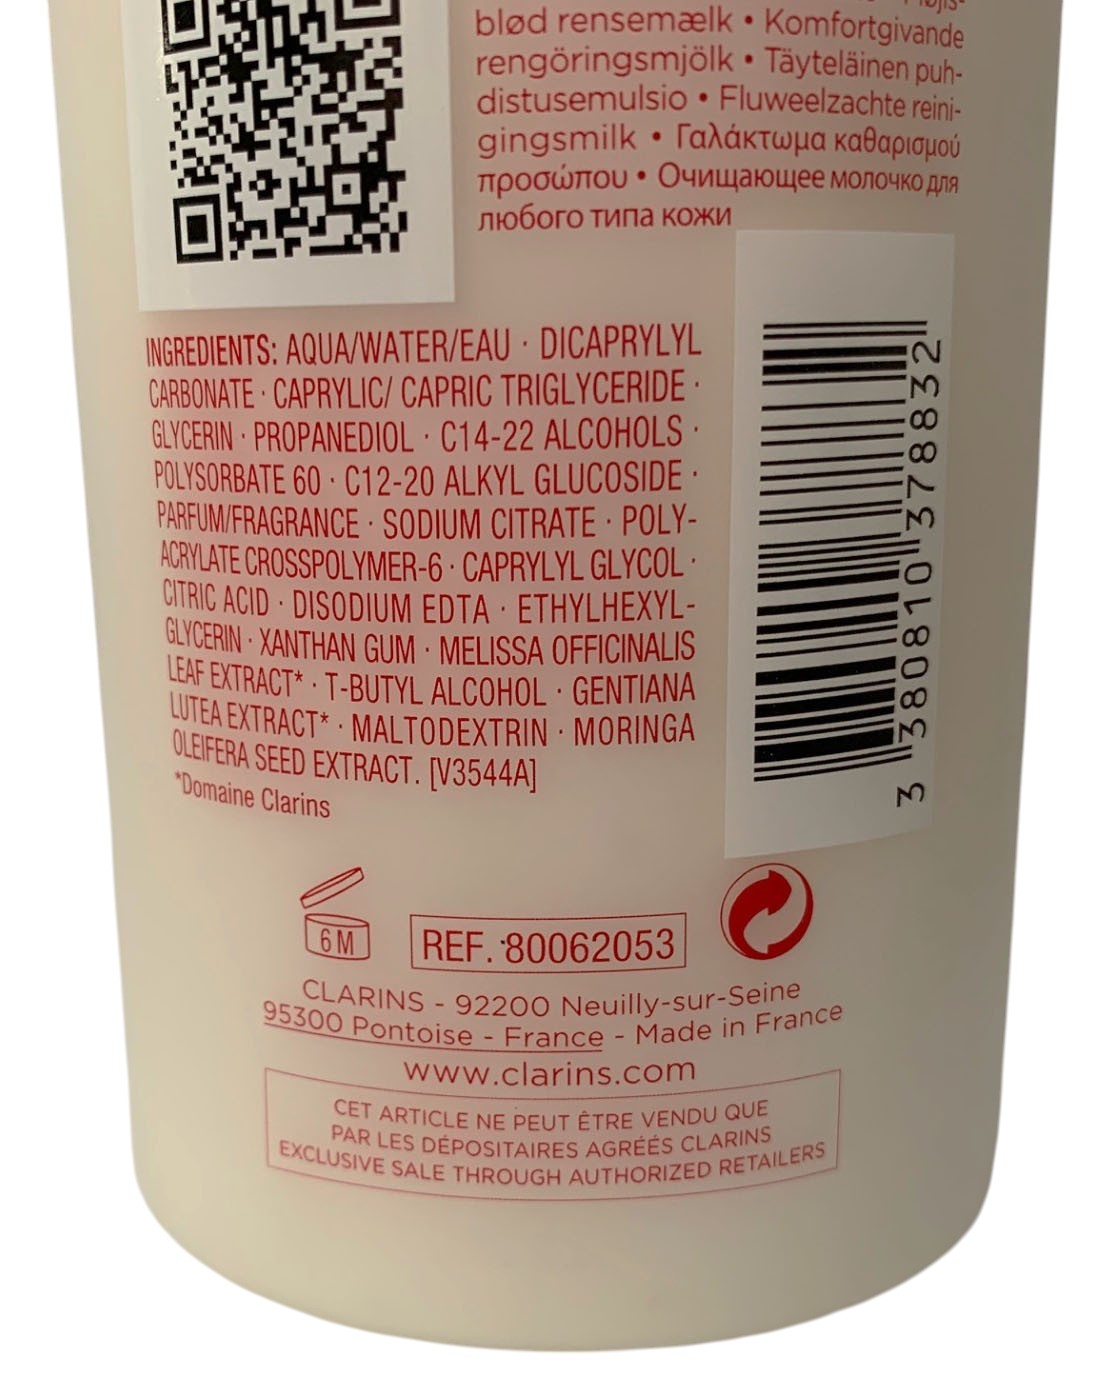 blød rensemælk • Komfortgivande
rengöringsmjölk • Täyteläinen puh-
distusemulsio • Fluweelzachte reini-
gingsmilk • Γαλάκτωμα καθαρισμού
προσώπου • Очищающее молочко для
любого типа кожи
INGREDIENTS: AQUA/WATER/EAU · DICAPRYLYL
CARBONATE · CAPRYLIC/ CAPRIC TRIGLYCERIDE ·
GLYCERIN · PROPANEDIOL · C14-22 ALCOHOLS ·
POLYSORBATE 60 · C12-20 ALKYL GLUCOSIDE ·
PARFUM/FRAGRANCE · SODIUM CITRATE · POLY-
ACRYLATE CROSSPOLYMER-6 · CAPRYLYL GLYCOL ·
CITRIC ACID · DISODIUM EDTA · ETHYLHEXYL-
GLYCERIN · XANTHAN GUM · MELISSA OFFICINALIS
LEAF EXTRACT* · T-BUTYL ALCOHOL · GENTIANA
LUTEA EXTRACT* · MALTODEXTRIN · MORINGA
OLEIFERA SEED EXTRACT. [V3544A]
*Domaine Clarins
3 380810 378832
6 M
REF. 80062053
CLARINS - 92200 Neuilly-sur-Seine
95300 Pontoise - France - Made in France
www.clarins.com
CET ARTICLE NE PEUT ÊTRE VENDU QUE
PAR LES DÉPOSITAIRES AGRÉÉS CLARINS
EXCLUSIVE SALE THROUGH AUTHORIZED RETAILERS